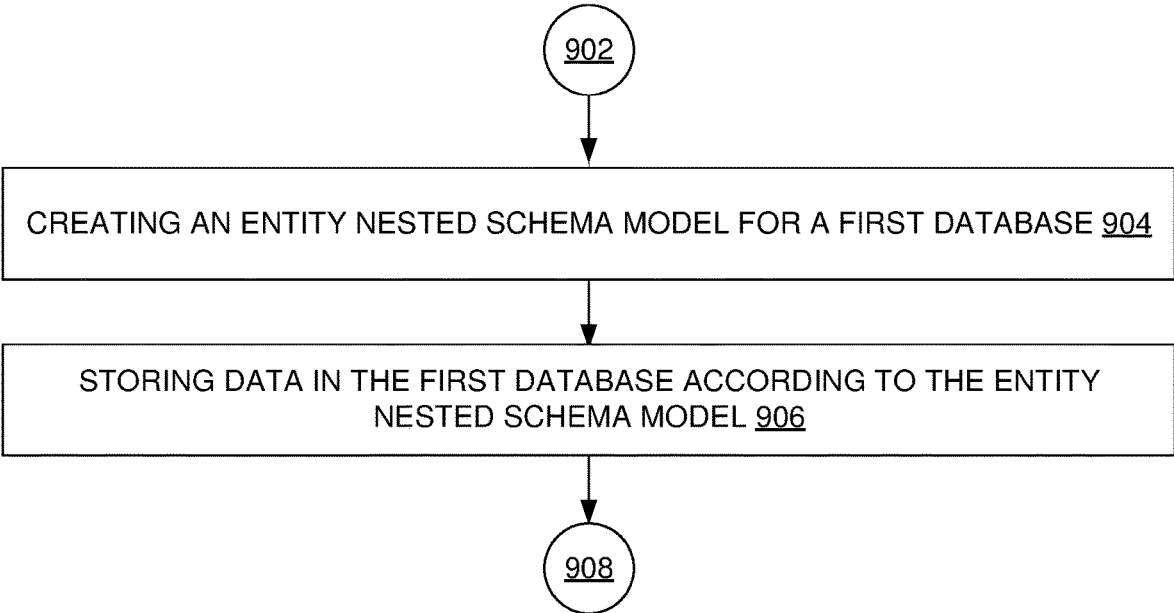 902
CREATING AN ENTITY NESTED SCHEMA MODEL FOR A FIRST DATABASE 904
STORING DATA IN THE FIRST DATABASE ACCORDING TO THE ENTITY
NESTED SCHEMA MODEL 906
908